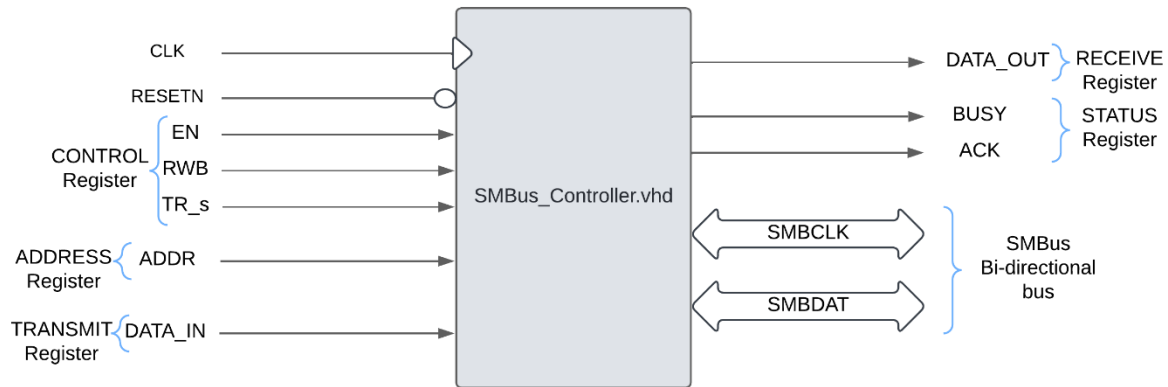 CLK
RESETN
EN
CONTROL
Register
RWB
TR_s
ADDRESS
Register
ADDR
TRANSMIT
Register
DATA_IN
SMBus_Controller.vhd
DATA_OUT
RECEIVE
Register
BUSY
STATUS
Register
ACK
SMBCLK
SMBDAT
SMBus
Bi-directional
bus